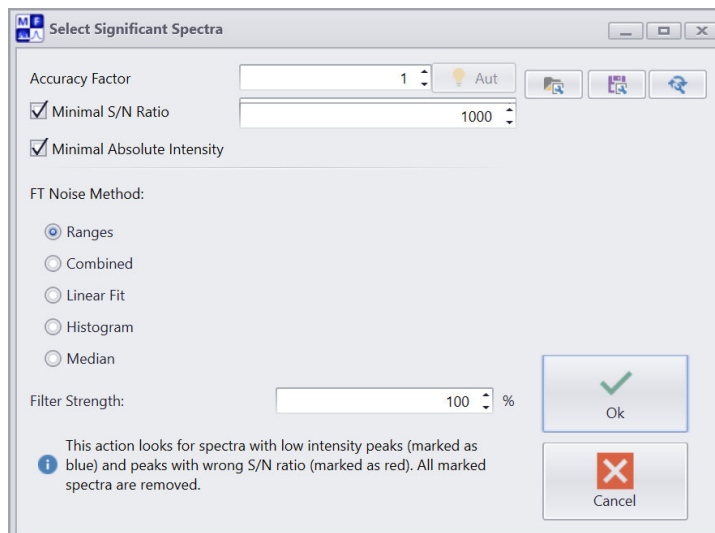 Select Significant Spectra
Accuracy Factor 1 Aut
Minimal S/N Ratio 1000
Minimal Absolute Intensity
FT Noise Method:
Ranges
Combined
Linear Fit
Histogram
Median
Filter Strength: 100 %
Ok
This action looks for spectra with low intensity peaks (marked as
blue) and peaks with wrong S/N ratio (marked as red). All marked
spectra are removed.
Cancel